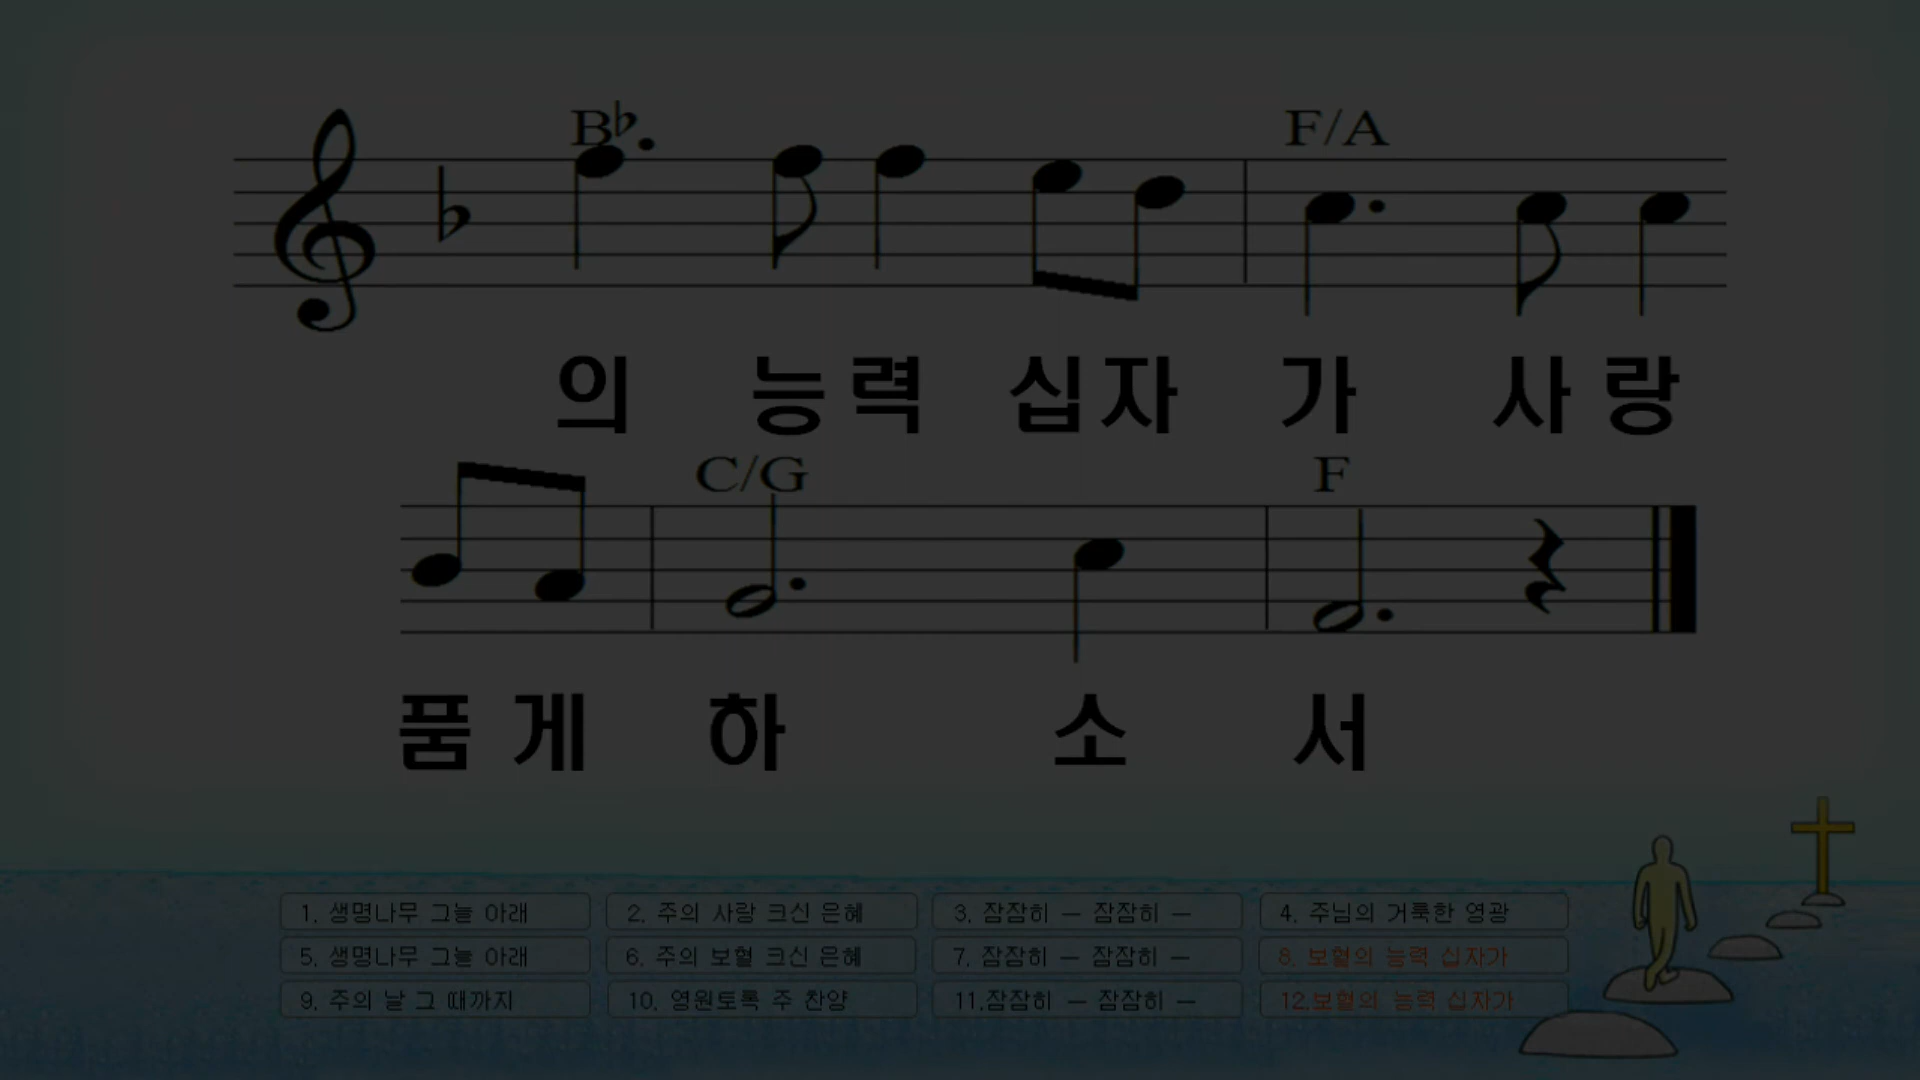 B♭ F/A
의 능력 십자가 사랑
C/G F
품게 하소서
1. 생명나무 그늘 아래
2. 주의 사랑 크신 은혜
3. 잠잠히 — 잠잠히 —
4. 주님의 거룩한 영광
5. 생명나무 그늘 아래
6. 주의 보혈 크신 은혜
7. 잠잠히 — 잠잠히 —
8. 보혈의 능력 십자가
9. 주의 날 그 때까지
10. 영원토록 주 찬양
11.잠잠히 — 잠잠히 —
12.보혈의 능력 십자가